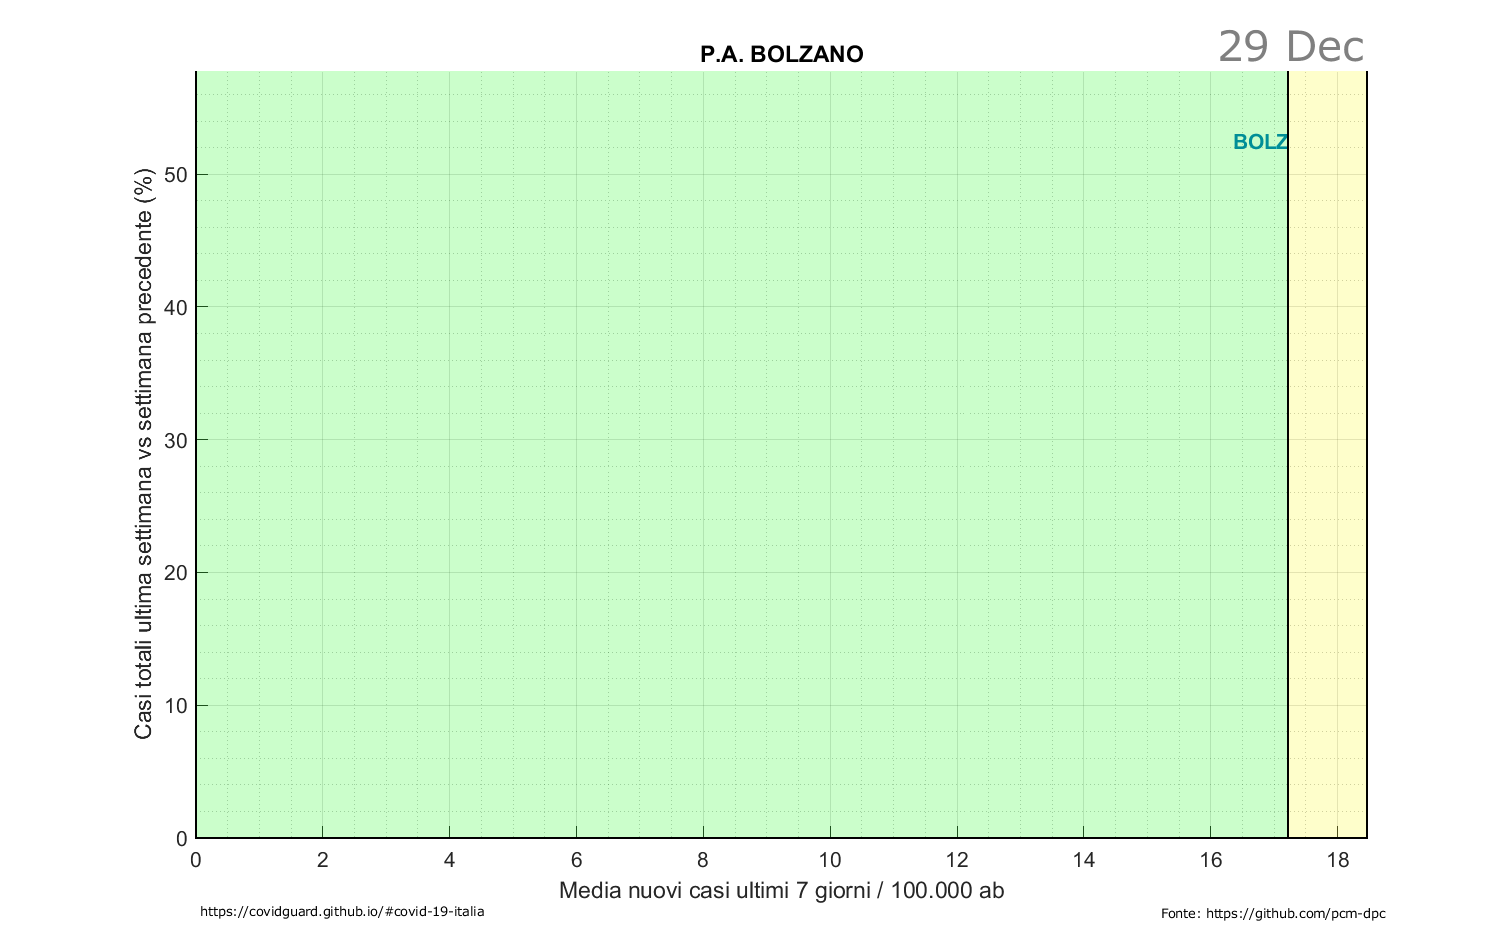 29 Dec
P.A. BOLZANO
BOLZ
Casi totali ultima settimana vs settimana precedente (%)
50
40
30
20
10
0
0 2 4 6 8 10 12 14 16 18
Media nuovi casi ultimi 7 giorni / 100.000 ab
https://covidguard.github.io/#covid-19-italia
Fonte: https://github.com/pcm-dpc